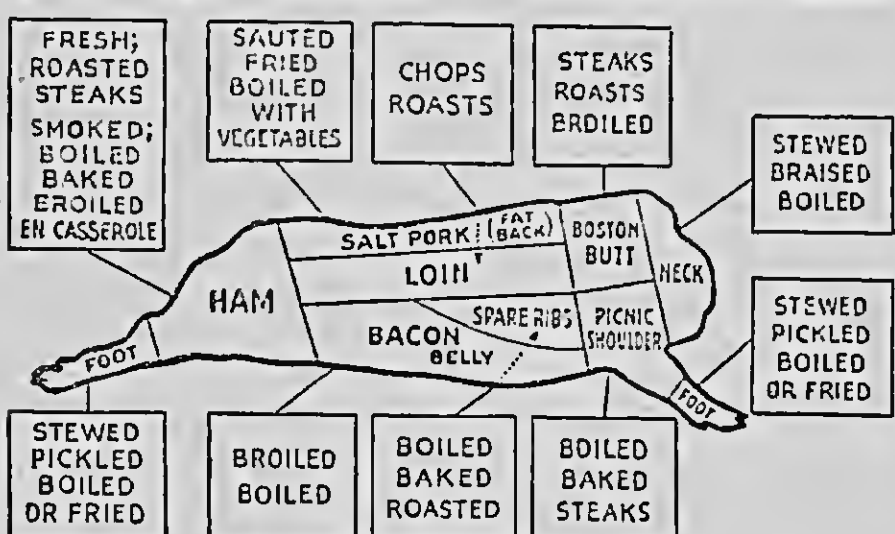 FRESH;
ROASTED
STEAKS
SMOKED;
BOILED
BAKED
EROILED
EN CASSEROLE
SAUTED
FRIED
BOILED
WITH
VEGETABLES
CHOPS
ROASTS
STEAKS
ROASTS
BROILED
STEWED
BRAISED
BOILED
SALT PORK
(FAT
BACK)
BOSTON
BUTT
LOIN
NECK
HAM
SPARE RIBS
PICNIC
SHOULDER
BACON
BELLY
FOOT
FOOT
STEWED
PICKLED
BOILED
OR FRIED
STEWED
PICKLED
BOILED
OR FRIED
BROILED
BOILED
BOILED
BAKED
ROASTED
BOILED
BAKED
STEAKS